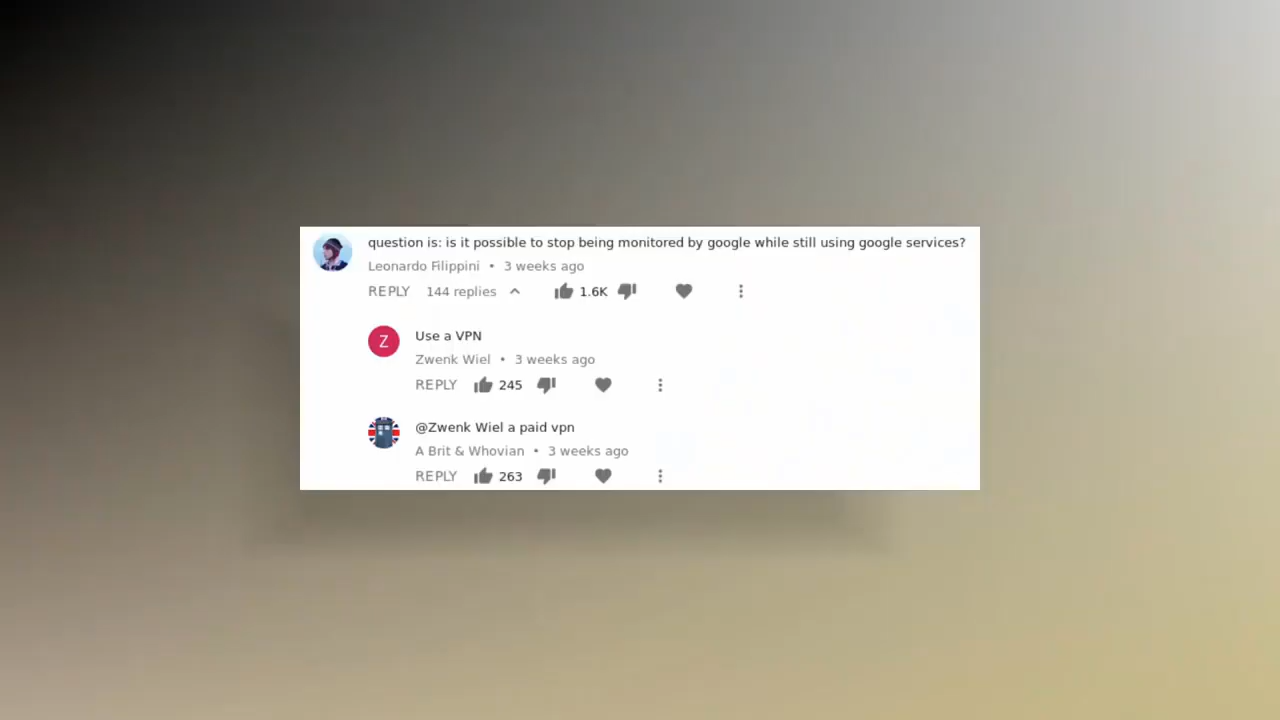 question is: is it possible to stop being monitored by google while still using google services?
Leonardo Filippini • 3 weeks ago
REPLY 144 replies 1.6K
Z
Use a VPN
Zwenk Wiel • 3 weeks ago
REPLY 245
@Zwenk Wiel a paid vpn
A Brit & Whovian • 3 weeks ago
REPLY 263